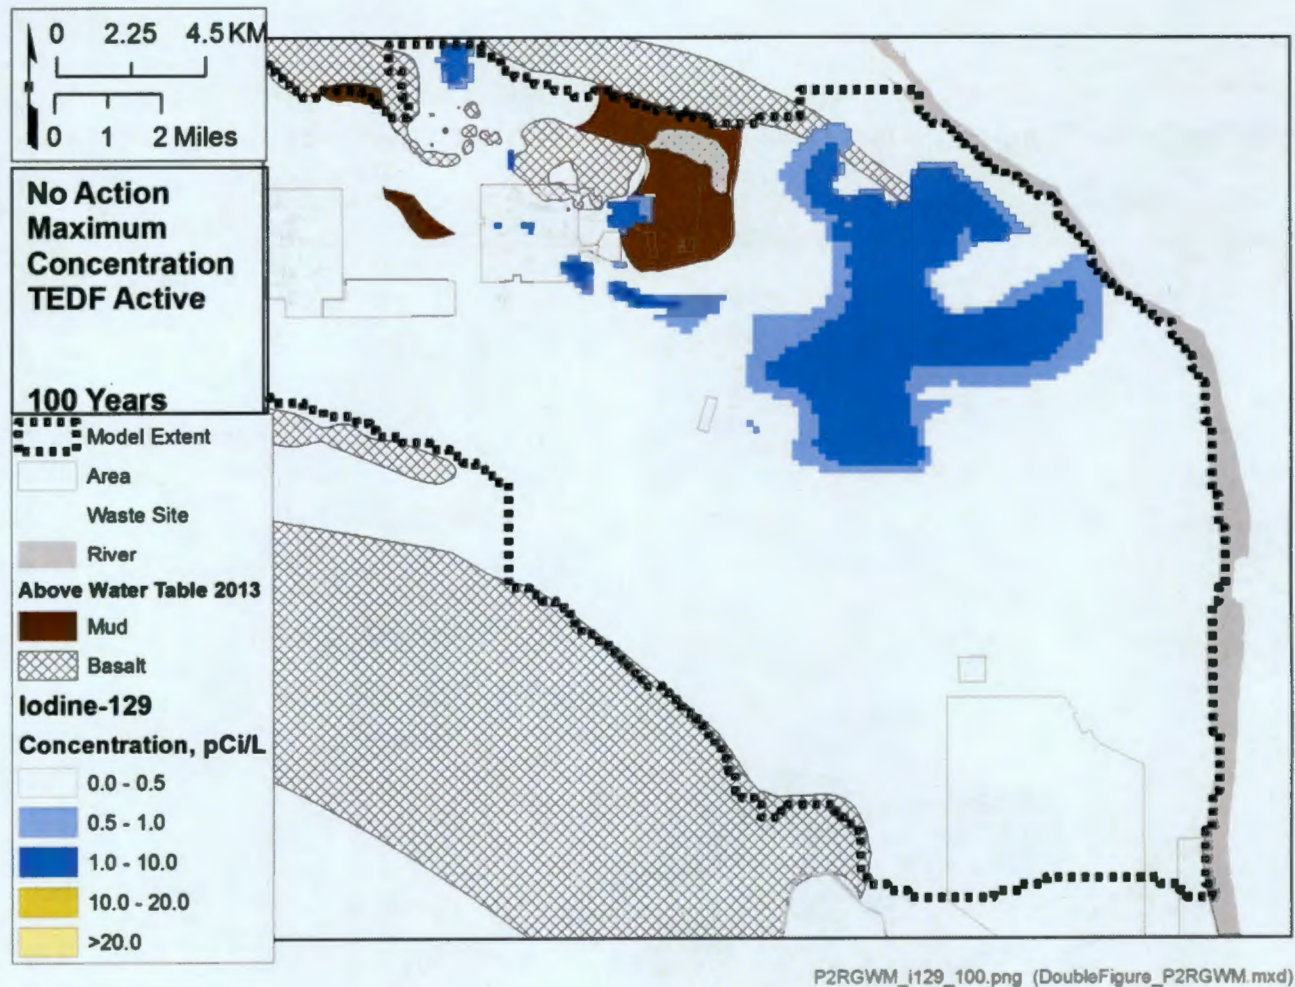 0 2.25 4.5 KM
0 1 2 Miles
No Action
Maximum
Concentration
TEDF Active
100 Years
Model Extent
Area
Waste Site
River
Above Water Table 2013
Mud
Basalt
Iodine-129
Concentration, pCi/L
0.0 - 0.5
0.5 - 1.0
1.0 - 10.0
10.0 - 20.0
>20.0
P2RGWM_i129_100.png (DoubleFigure_P2RGWM.mxd)